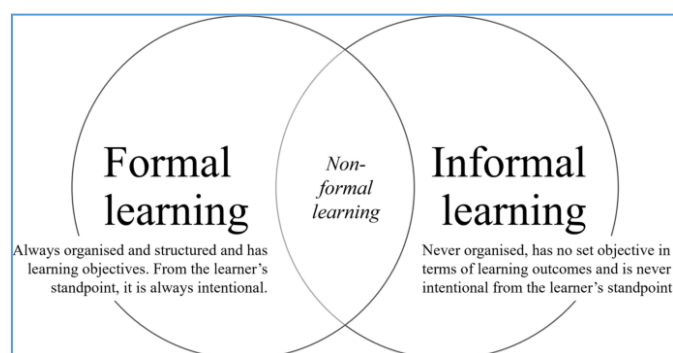 Formal
learning
Always organised and structured and has
learning objectives. From the learner's
standpoint, it is always intentional.
Non-
formal
learning
Informal
learning
Never organised, has no set objective in
terms of learning outcomes and is never
intentional from the learner's standpoint